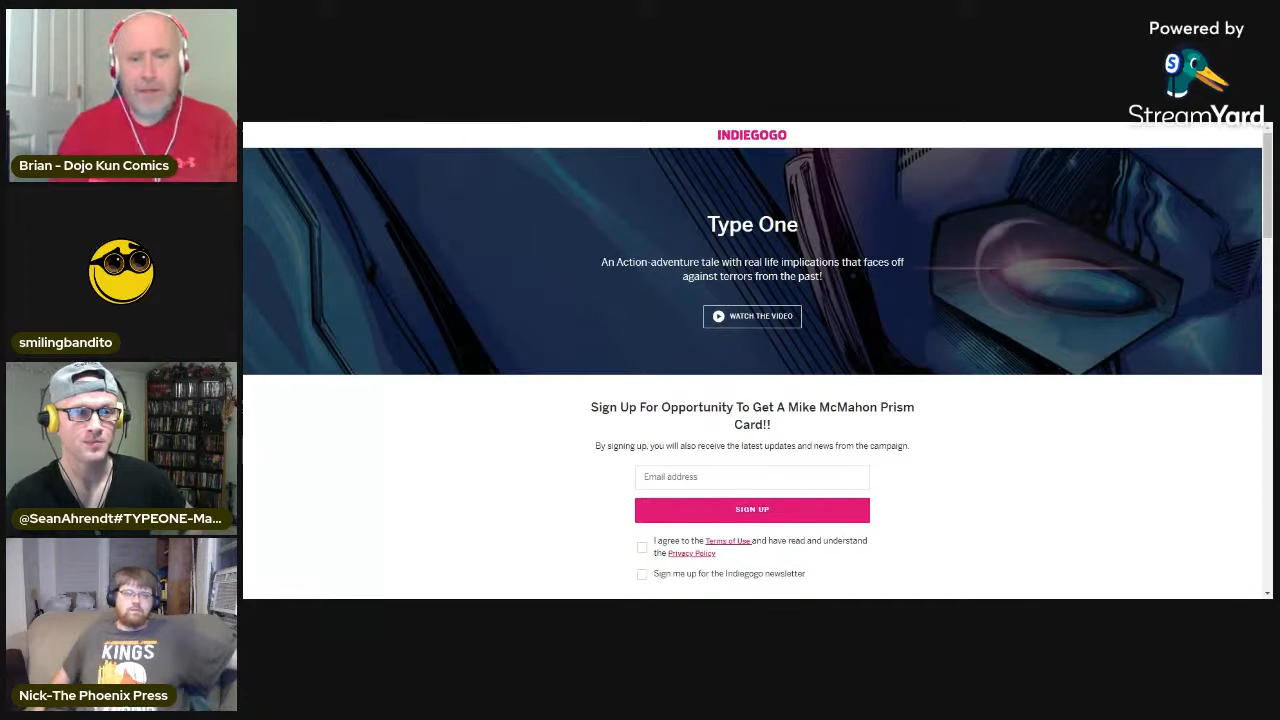 Powered by
StreamYard
Brian - Dojo Kun Comics
smilingbandito
@SeanAhrendt#TYPEONE-Ma...
KINGS
Nick-The Phoenix Press
INDIEGOGO
Type One
An Action-adventure tale with real life implications that faces off
against terrors from the past!
WATCH THE VIDEO
Sign Up For Opportunity To Get A Mike McMahon Prism
Card!!
By signing up, you will also receive the latest updates and news from the campaign.
Email address
SIGN UP
I agree to the Terms of Use and have read and understand
the Privacy Policy
Sign me up for the Indiegogo newsletter